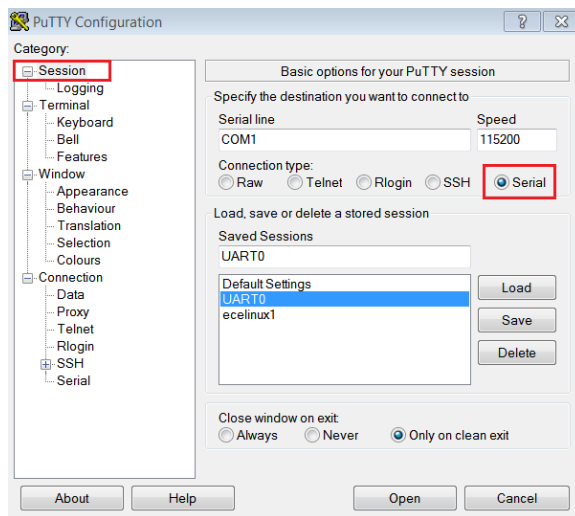 PuTTY Configuration
Category:
Session
Logging
Terminal
Keyboard
Bell
Features
Window
Appearance
Behaviour
Translation
Selection
Colours
Connection
Data
Proxy
Telnet
Rlogin
SSH
Serial
Basic options for your PuTTY session
Specify the destination you want to connect to
Serial line Speed
COM1 115200
Connection type:
Raw Telnet Rlogin SSH Serial
Load, save or delete a stored session
Saved Sessions
UART0
Default Settings
UART0
ecelinux1
Load
Save
Delete
Close window on exit:
Always Never Only on clean exit
About Help Open Cancel